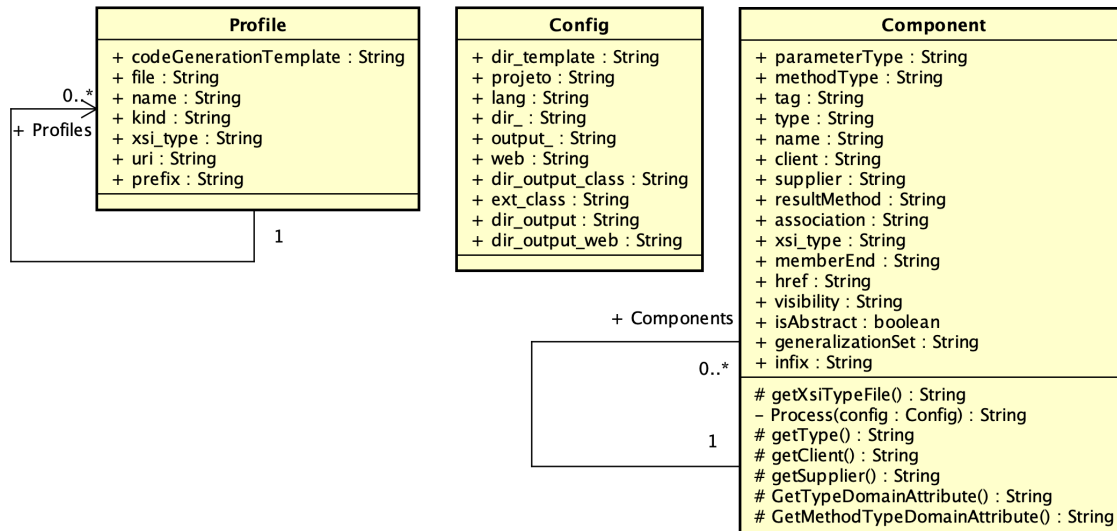 Profile
+ codeGenerationTemplate : String
+ file : String
+ name : String
+ kind : String
+ xsi_type : String
+ uri : String
+ prefix : String
0..*
+ Profiles
1
Config
+ dir_template : String
+ projeto : String
+ lang : String
+ dir_ : String
+ output_ : String
+ web : String
+ dir_output_class : String
+ ext_class : String
+ dir_output : String
+ dir_output_web : String
Component
+ parameterType : String
+ methodType : String
+ tag : String
+ type : String
+ name : String
+ client : String
+ supplier : String
+ resultMethod : String
+ association : String
+ xsi_type : String
+ memberEnd : String
+ href : String
+ visibility : String
+ isAbstract : boolean
+ generalizationSet : String
+ infix : String
# getXsiTypeFile() : String
- Process(config : Config) : String
# getType() : String
# getClient() : String
# getSupplier() : String
# GetTypeDomainAttribute() : String
# GetMethodTypeDomainAttribute() : String
+ Components
0..*
1